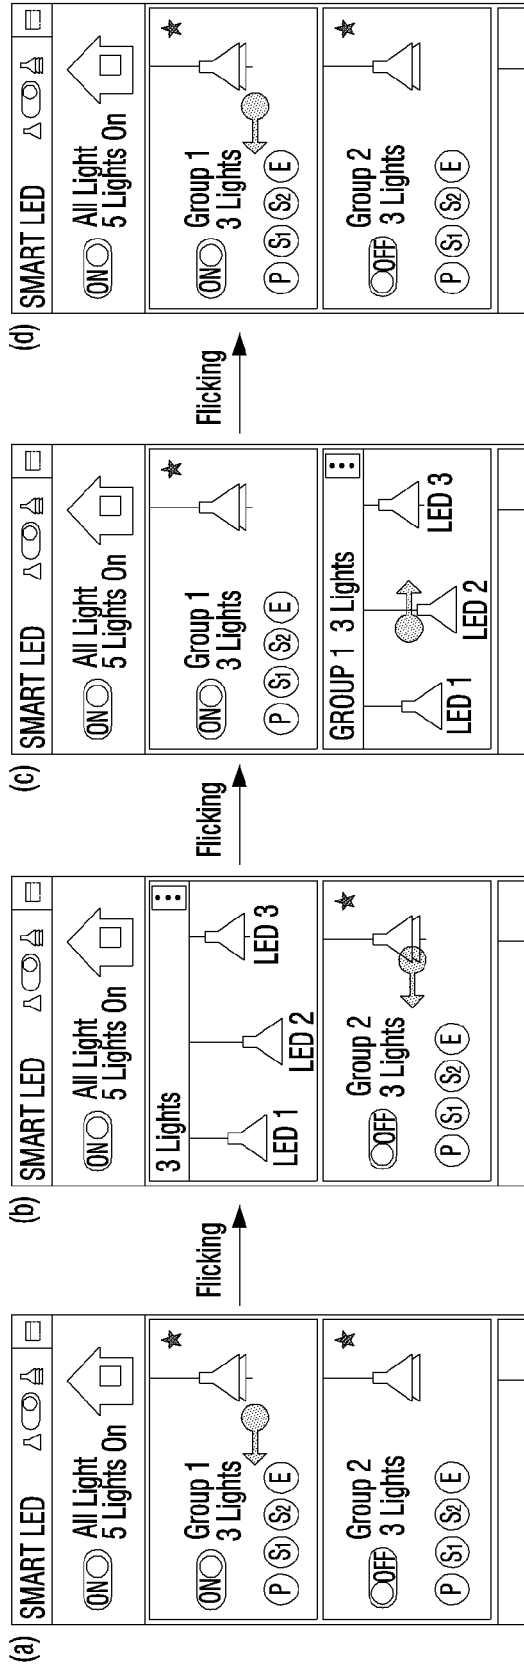 (a)
SMART LED
ON
All Light
5 Lights On
ON
Group 1
3 Lights
P S1 S2 E
OFF
Group 2
3 Lights
P S1 S2 E
Flicking
(b)
SMART LED
ON
All Light
5 Lights On
3 Lights
LED 1
LED 2
LED 3
OFF
Group 2
3 Lights
P S1 S2 E
Flicking
(c)
SMART LED
ON
All Light
5 Lights On
ON
Group 1
3 Lights
P S1 S2 E
GROUP 1 3 Lights
LED 1
LED 2
LED 3
Flicking
(d)
SMART LED
ON
All Light
5 Lights On
ON
Group 1
3 Lights
P S1 S2 E
OFF
Group 2
3 Lights
P S1 S2 E